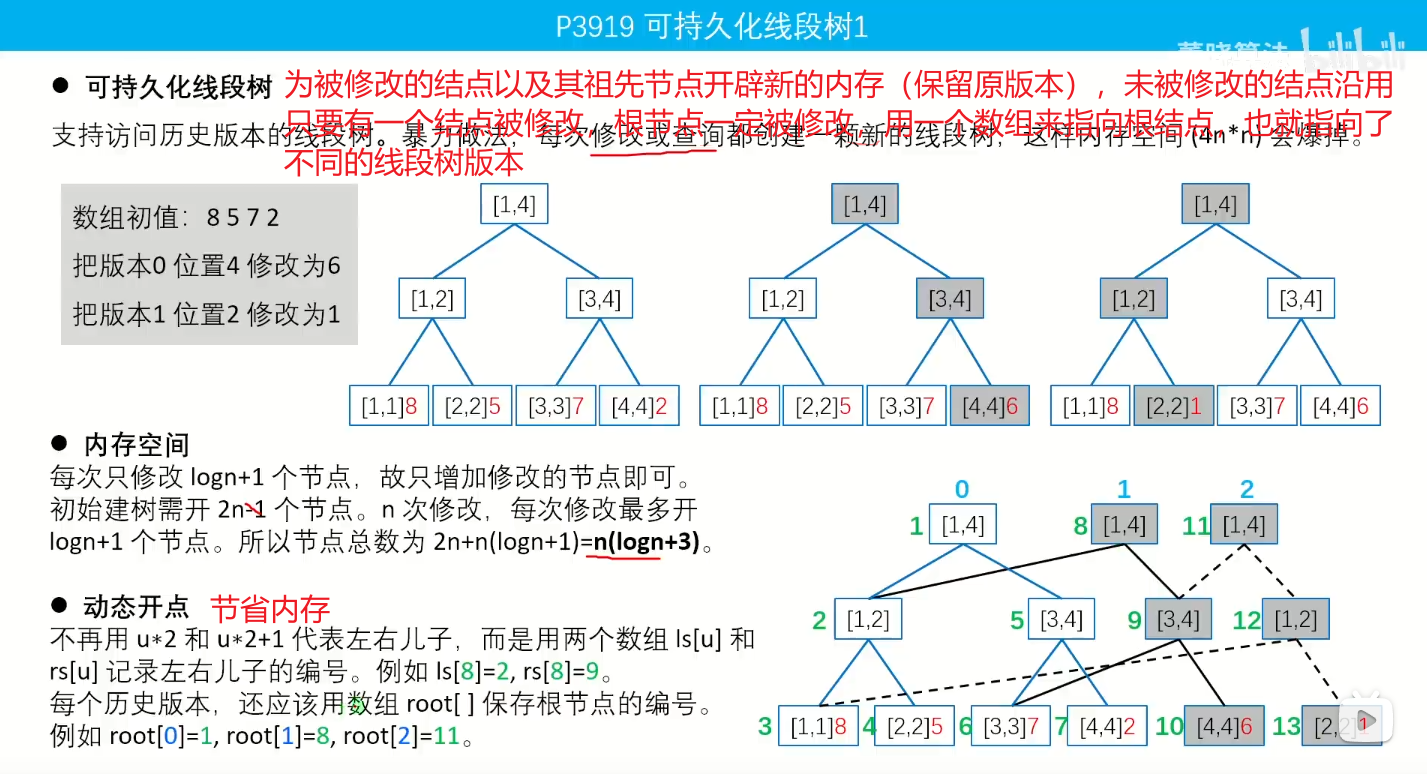 P3919 可持久化线段树1
董晓算法 bilibili
● 可持久化线段树 为被修改的结点以及其祖先节点开辟新的内存（保留原版本），未被修改的结点沿用
只要有一个结点被修改，根节点一定被修改，用一个数组来指向根结点，也就指向了
支持访问历史版本的线段树。暴力做法，每次修改或查询都创建一颗新的线段树，这样内存空间 (4n*n) 会爆掉。
不同的线段树版本
数组初值：8 5 7 2
把版本0 位置4 修改为6
把版本1 位置2 修改为1
[1,4] [1,4] [1,4]
[1,2] [3,4] [1,2] [3,4] [1,2] [3,4]
[1,1]8 [2,2]5 [3,3]7 [4,4]2 [1,1]8 [2,2]5 [3,3]7 [4,4]6 [1,1]8 [2,2]1 [3,3]7 [4,4]6
● 内存空间
每次只修改 logn+1 个节点，故只增加修改的节点即可。
初始建树需开 2n-1 个节点。n 次修改，每次修改最多开
logn+1 个节点。所以节点总数为 2n+n(logn+1)=n(logn+3)。
● 动态开点 节省内存
不再用 u*2 和 u*2+1 代表左右儿子，而是用两个数组 ls[u] 和
rs[u] 记录左右儿子的编号。例如 ls[8]=2, rs[8]=9。
每个历史版本，还应该用数组 root[ ] 保存根节点的编号。
例如 root[0]=1, root[1]=8, root[2]=11。
0 1 2
1 [1,4] 8 [1,4] 11 [1,4]
2 [1,2] 5 [3,4] 9 [3,4] 12 [1,2]
3 [1,1]8 4 [2,2]5 6 [3,3]7 7 [4,4]2 10 [4,4]6 13 [2,2]1